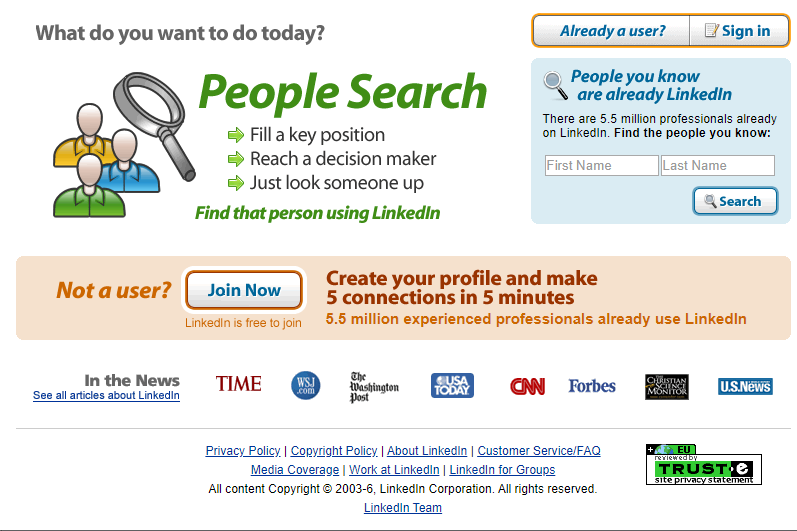 What do you want to do today?
Already a user? Sign in
People Search
Fill a key position
Reach a decision maker
Just look someone up
Find that person using LinkedIn
People you know
are already LinkedIn
There are 5.5 million professionals already
on LinkedIn. Find the people you know:
First Name Last Name
Search
Not a user?
Join Now
LinkedIn is free to join
Create your profile and make
5 connections in 5 minutes
5.5 million experienced professionals already use LinkedIn
In the News
See all articles about LinkedIn
TIME
WSJ
.com
The
Washington
Post
USA
TODAY
CNN
Forbes
THE
CHRISTIAN
SCIENCE
MONITOR
U.S.News
Privacy Policy | Copyright Policy | About LinkedIn | Customer Service/FAQ
Media Coverage | Work at LinkedIn | LinkedIn for Groups
All content Copyright © 2003-6, LinkedIn Corporation. All rights reserved.
LinkedIn Team
EU
reviewed by
TRUST-e
site privacy statement